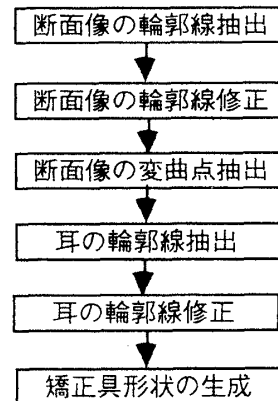 断面像の輪郭線抽出
断面像の輪郭線修正
断面像の変曲点抽出
耳の輪郭線抽出
耳の輪郭線修正
矯正具形状の生成